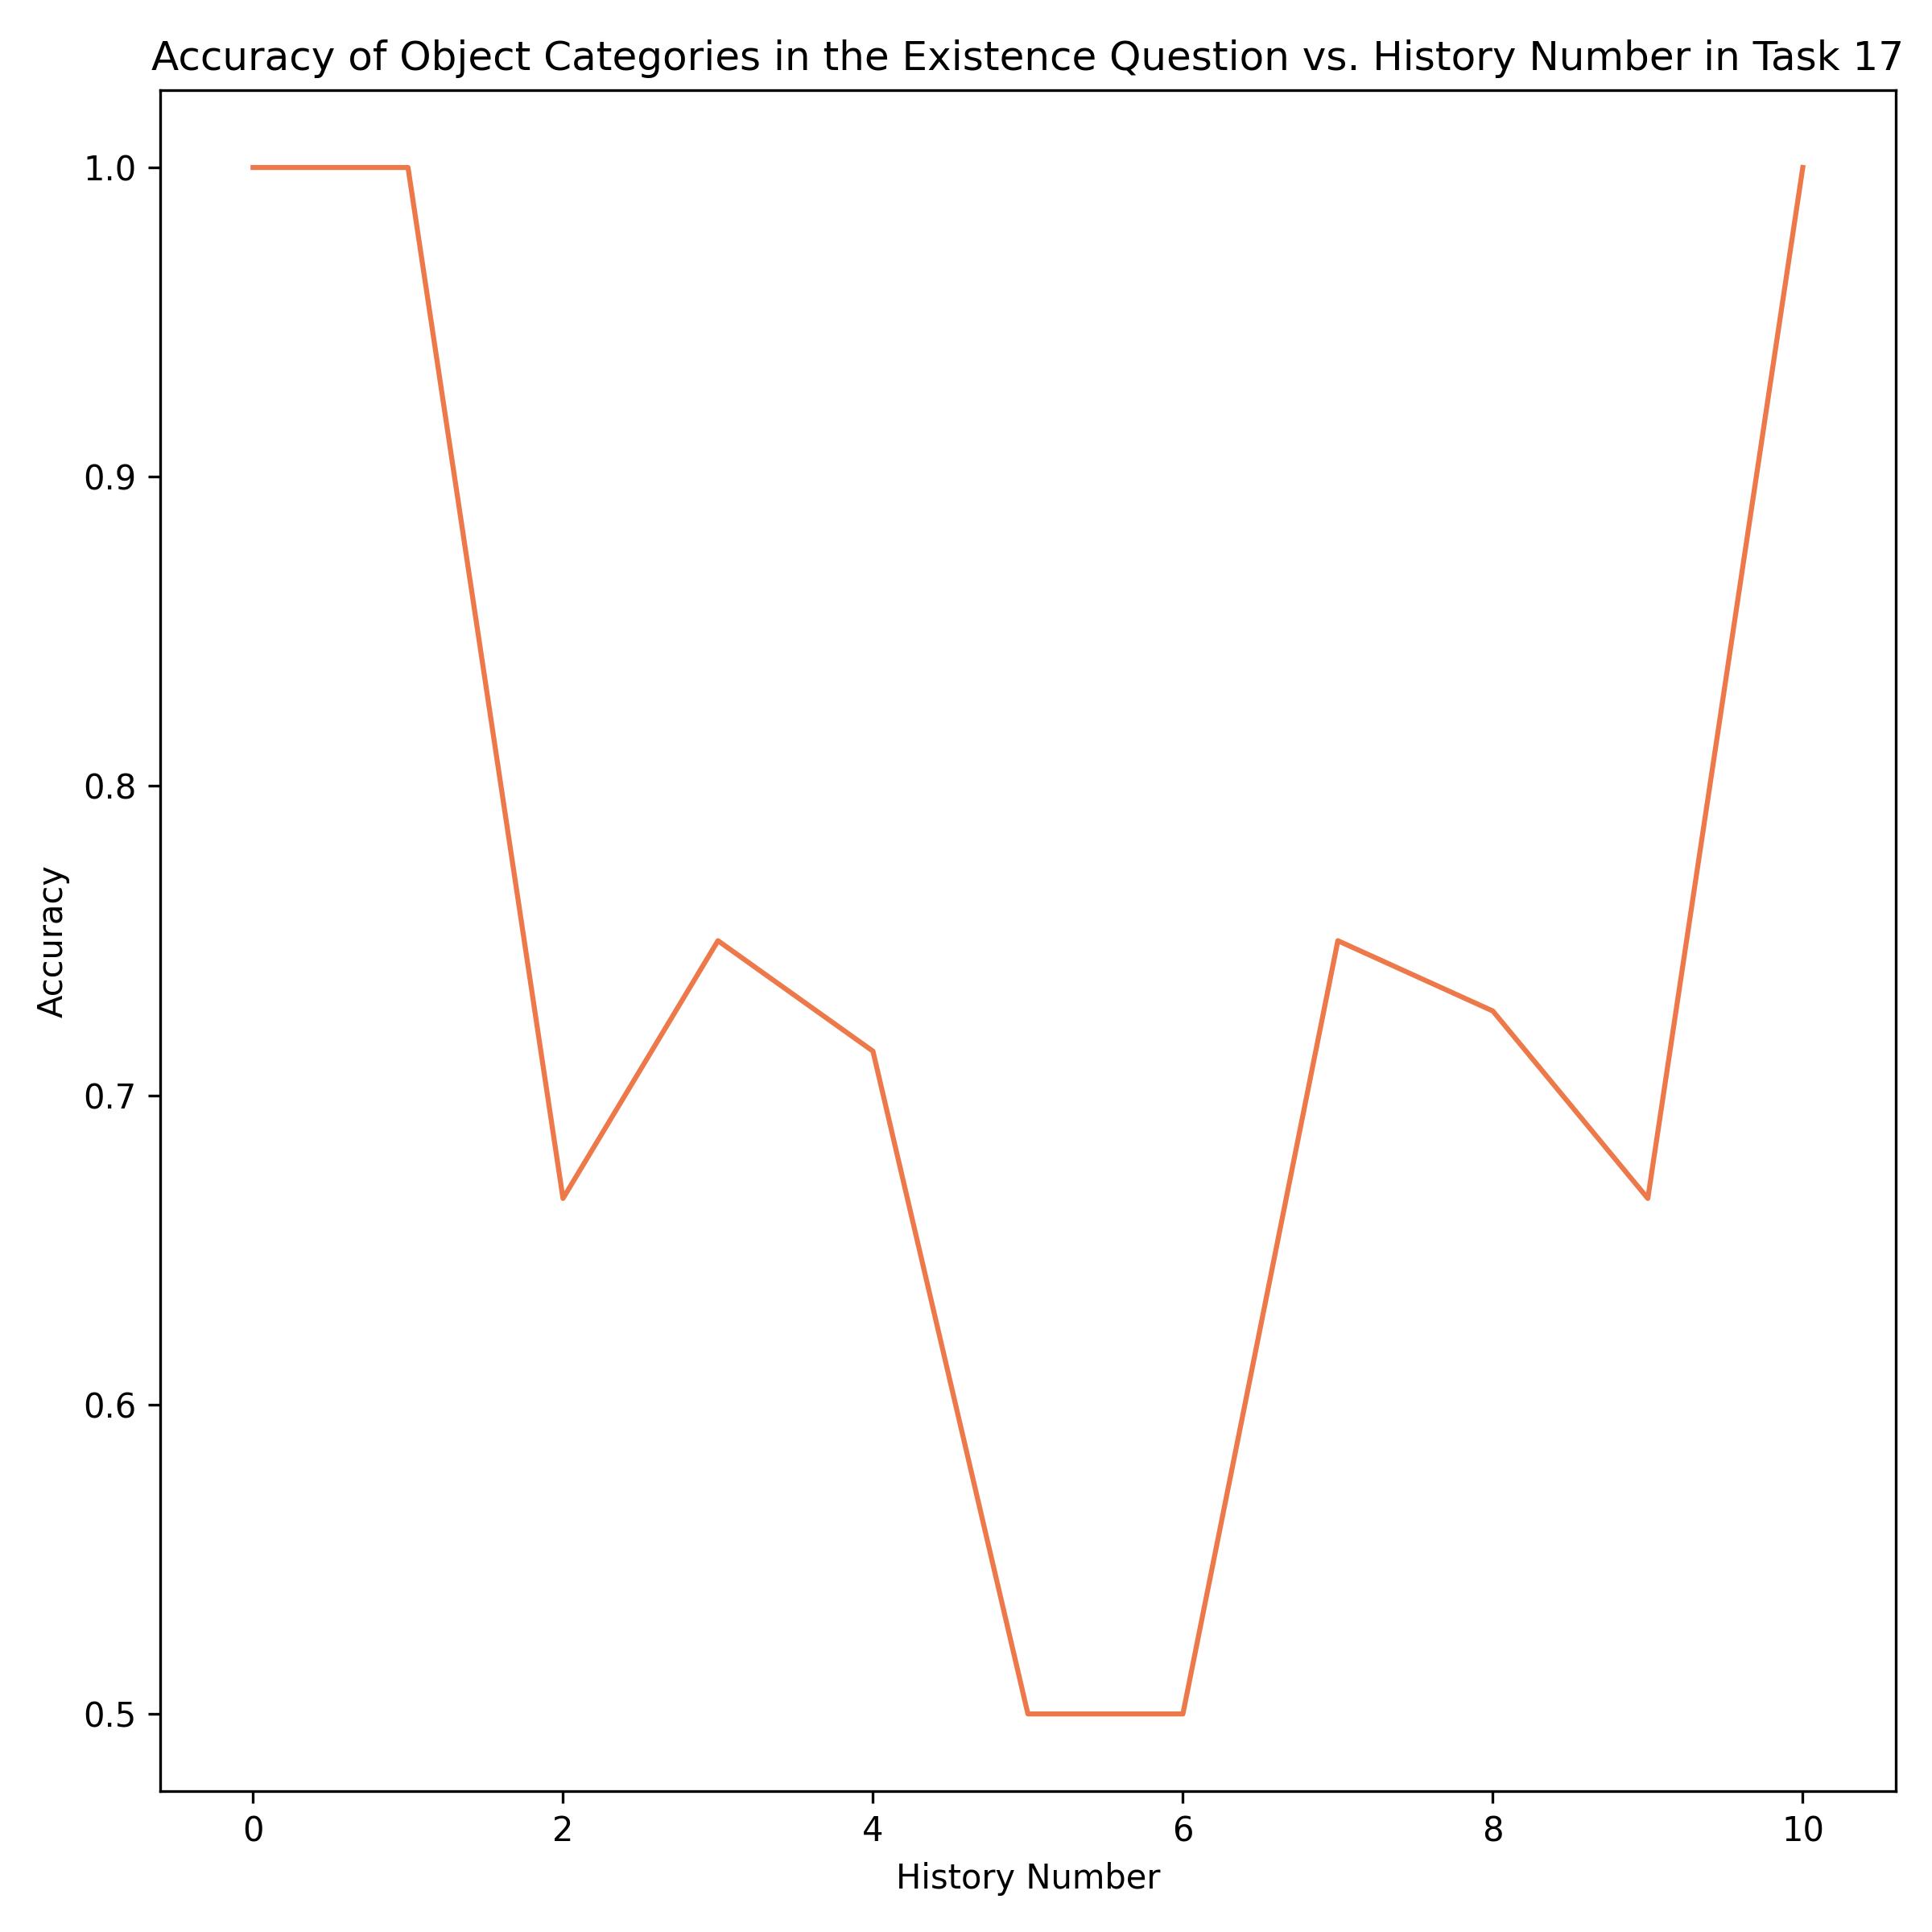 Accuracy of Object Categories in the Existence Question vs. History Number in Task 17
1.0
0.9
0.8
0.7
0.6
0.5
Accuracy
0 2 4 6 8 10
History Number